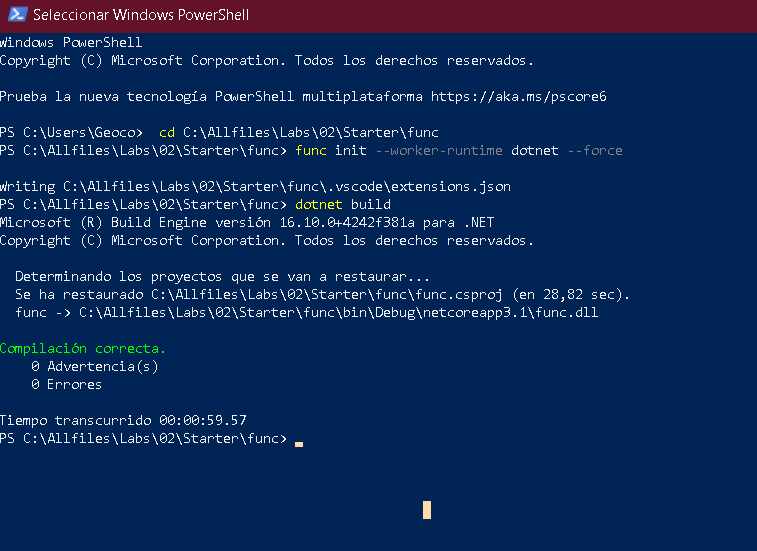 Seleccionar Windows PowerShell
Windows PowerShell
Copyright (C) Microsoft Corporation. Todos los derechos reservados.
Prueba la nueva tecnología PowerShell multiplataforma https://aka.ms/pscore6
PS C:\Users\Geoco>  cd C:\Allfiles\Labs\02\Starter\func
PS C:\Allfiles\Labs\02\Starter\func> func init --worker-runtime dotnet --force
Writing C:\Allfiles\Labs\02\Starter\func\.vscode\extensions.json
PS C:\Allfiles\Labs\02\Starter\func> dotnet build
Microsoft (R) Build Engine versión 16.10.0+4242f381a para .NET
Copyright (C) Microsoft Corporation. Todos los derechos reservados.
  Determinando los proyectos que se van a restaurar...
  Se ha restaurado C:\Allfiles\Labs\02\Starter\func\func.csproj (en 28,82 sec).
  func -> C:\Allfiles\Labs\02\Starter\func\bin\Debug\netcoreapp3.1\func.dll
Compilación correcta.
    0 Advertencia(s)
    0 Errores
Tiempo transcurrido 00:00:59.57
PS C:\Allfiles\Labs\02\Starter\func>